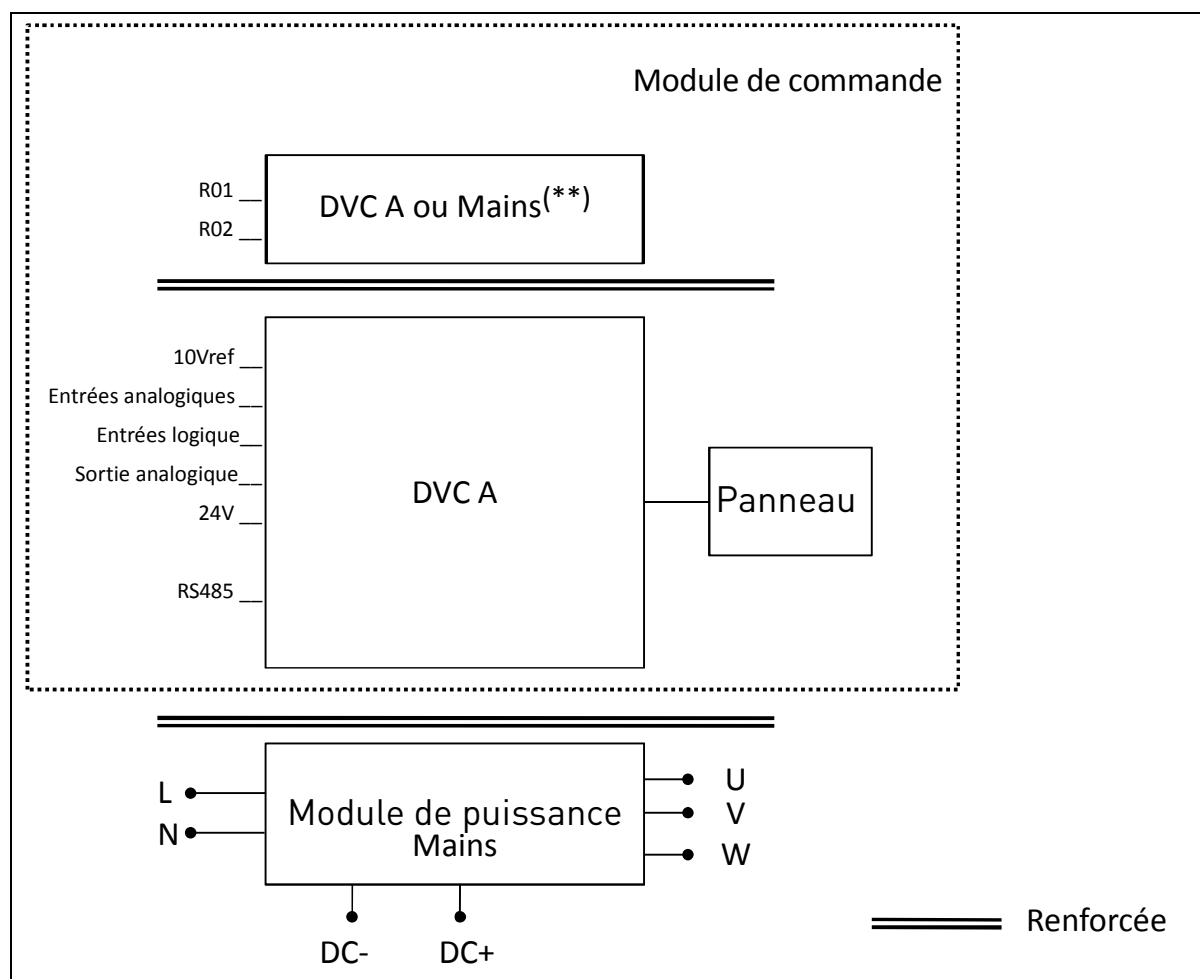 Module de commande
R01
DVC A ou Mains(**)
R02
10Vref
Entrées analogiques
Entrées logique
Sortie analogique
DVC A
Panneau
24V
RS485
L
N
Module de puissance
Mains
U
V
W
DC-
DC+
Renforcée